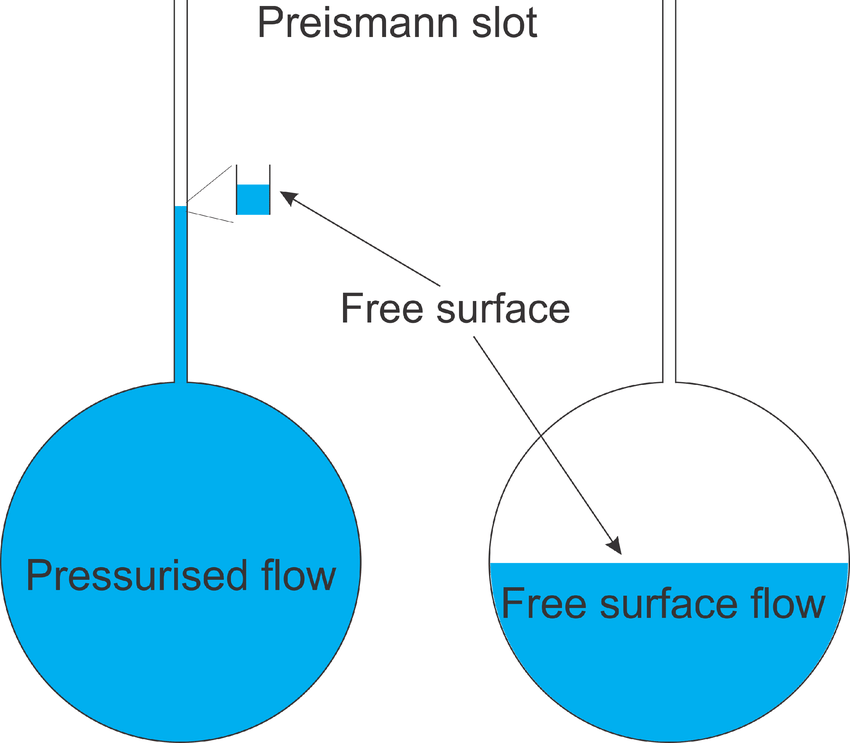 Preismann slot
Free surface
Pressurised flow
Free surface flow